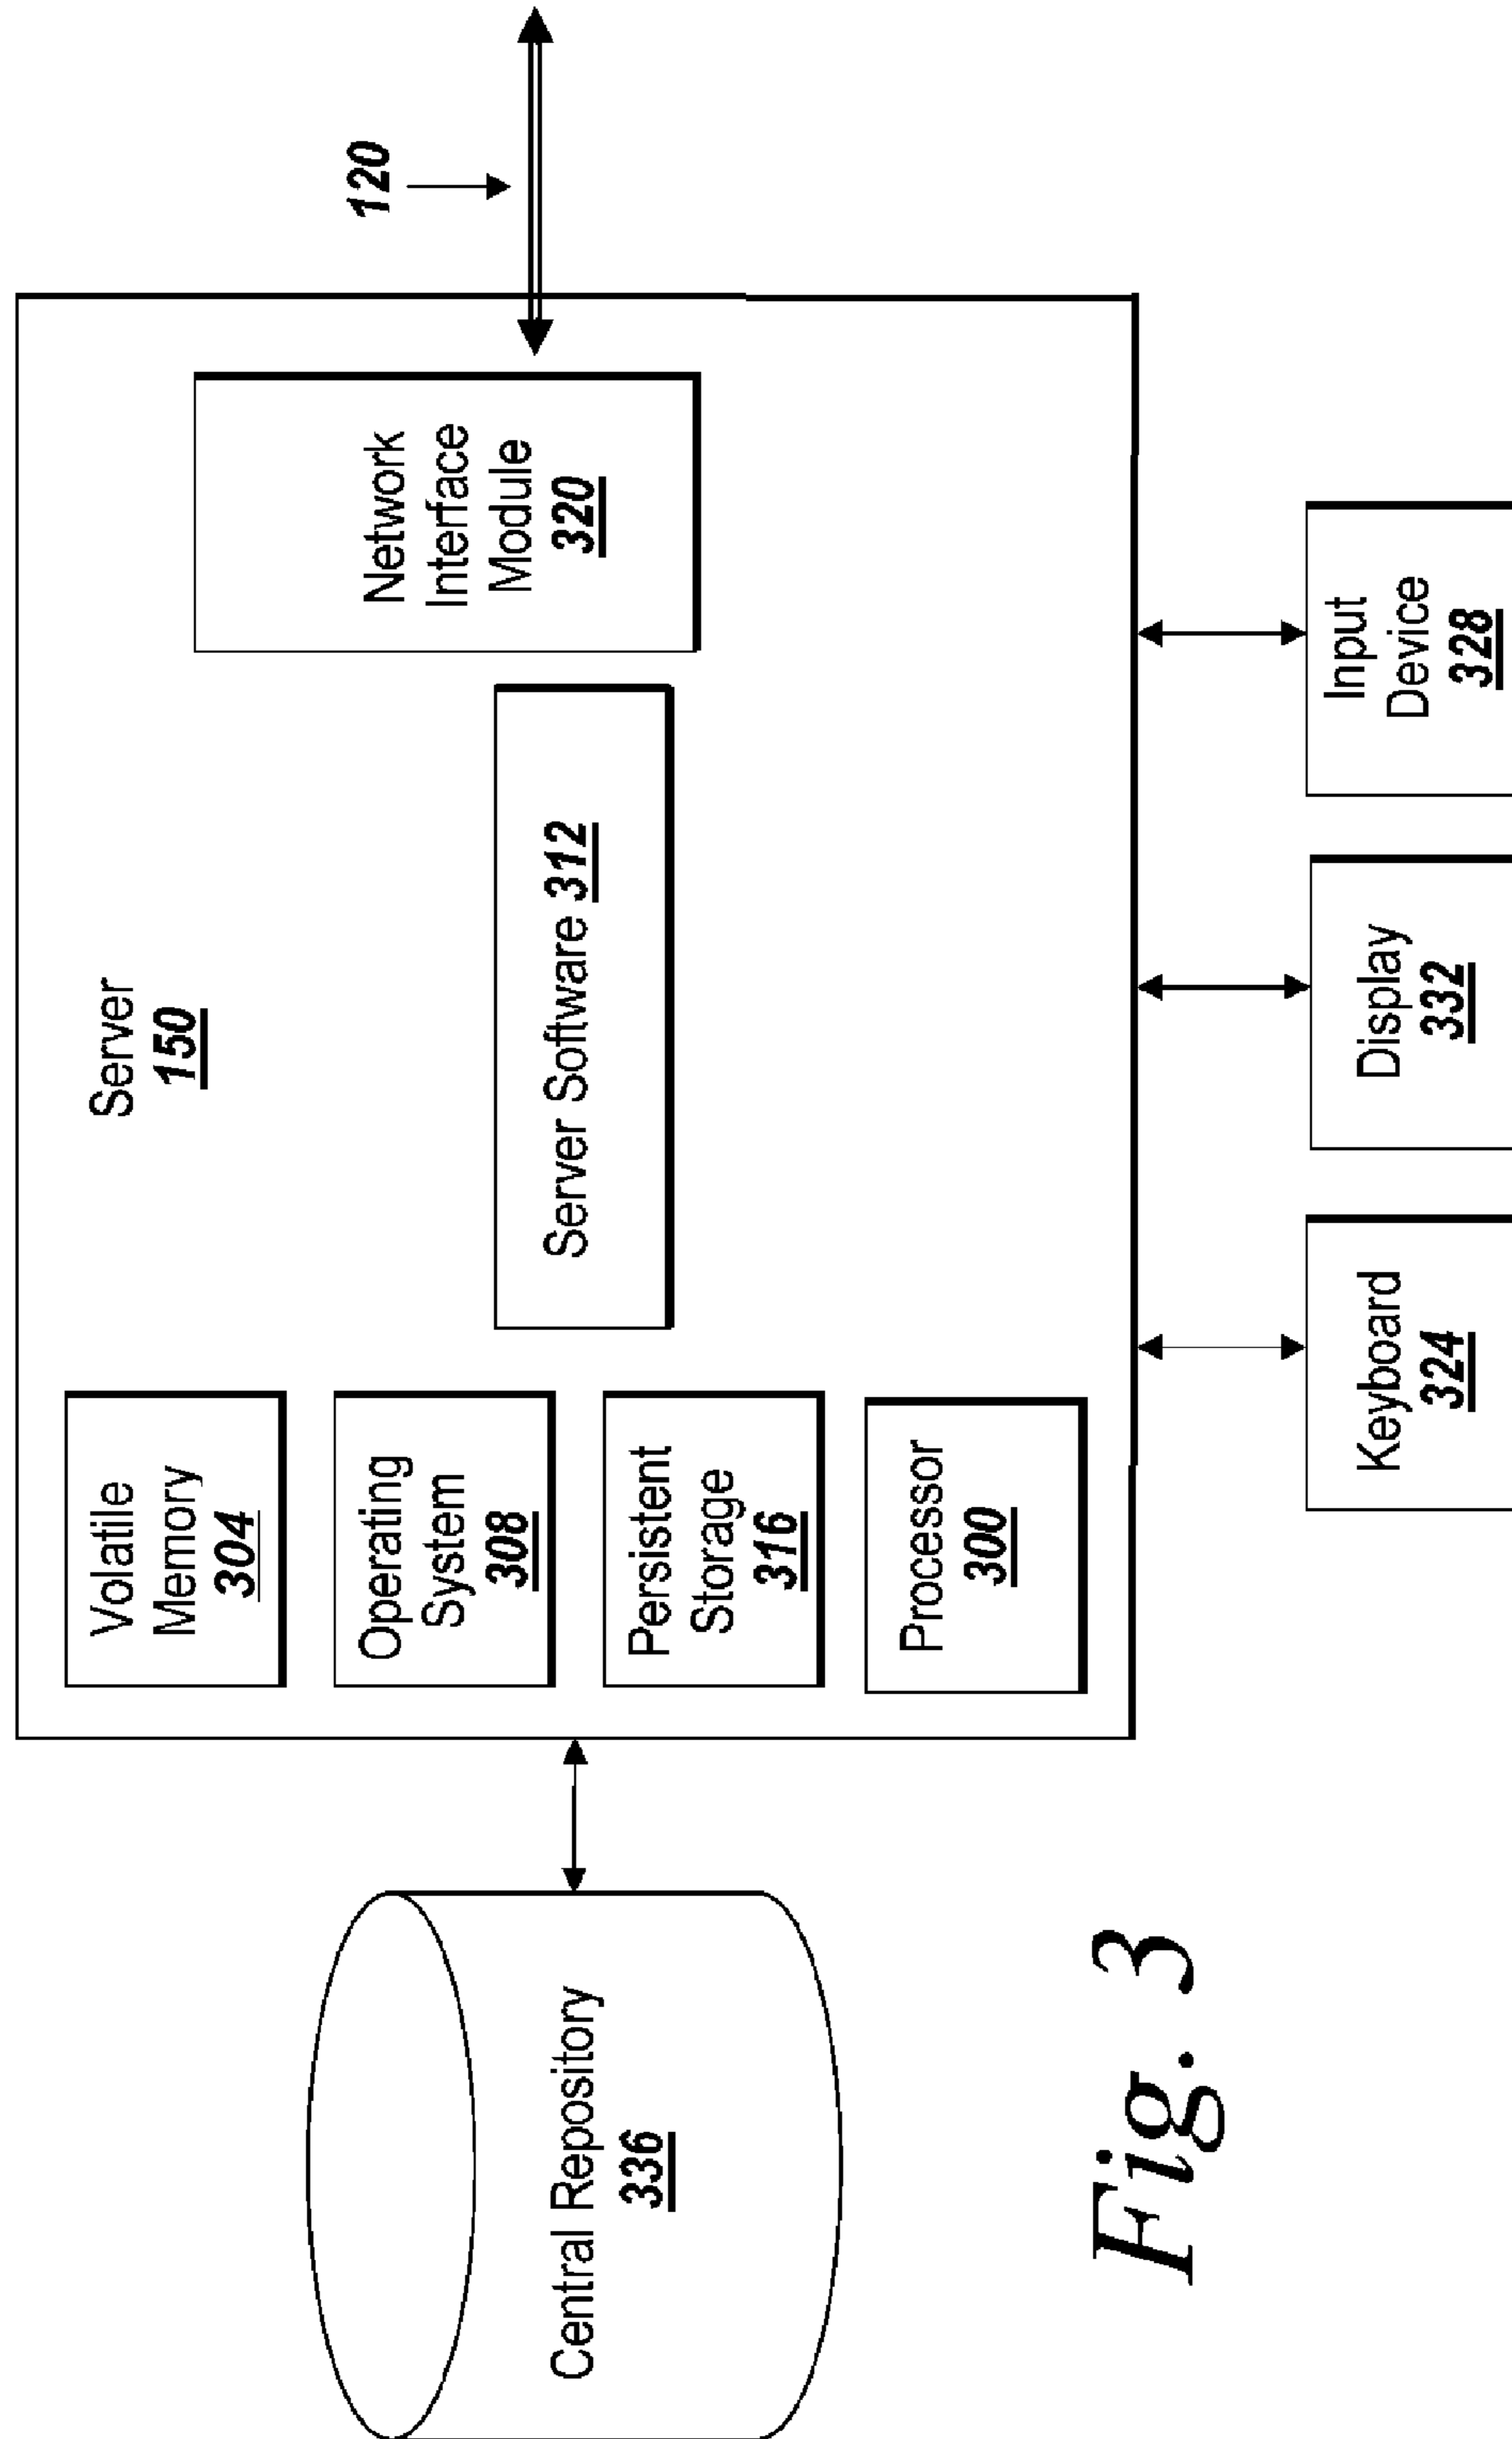 Server
150
Volatile
Memory
304
Operating
System
308
Persistent
Storage
316
Processor
300
Server Software 312
Network
Interface
Module
320
120
Central Repository
336
Keyboard
324
Display
332
Input
Device
328
Fig. 3